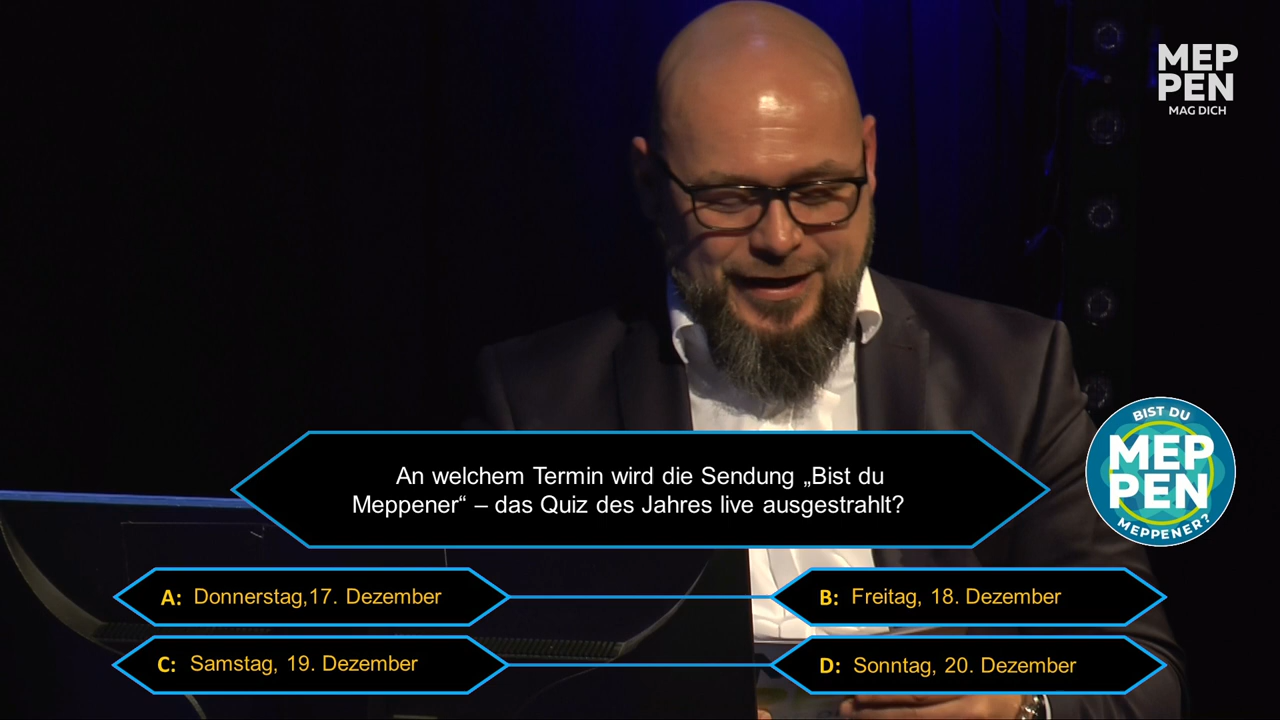 MEP
PEN
MAG DICH
An welchem Termin wird die Sendung „Bist du
Meppener“ – das Quiz des Jahres live ausgestrahlt?
BIST DU
MEP
PEN
MEPPENER?
A: Donnerstag,17. Dezember
B: Freitag, 18. Dezember
C: Samstag, 19. Dezember
D: Sonntag, 20. Dezember